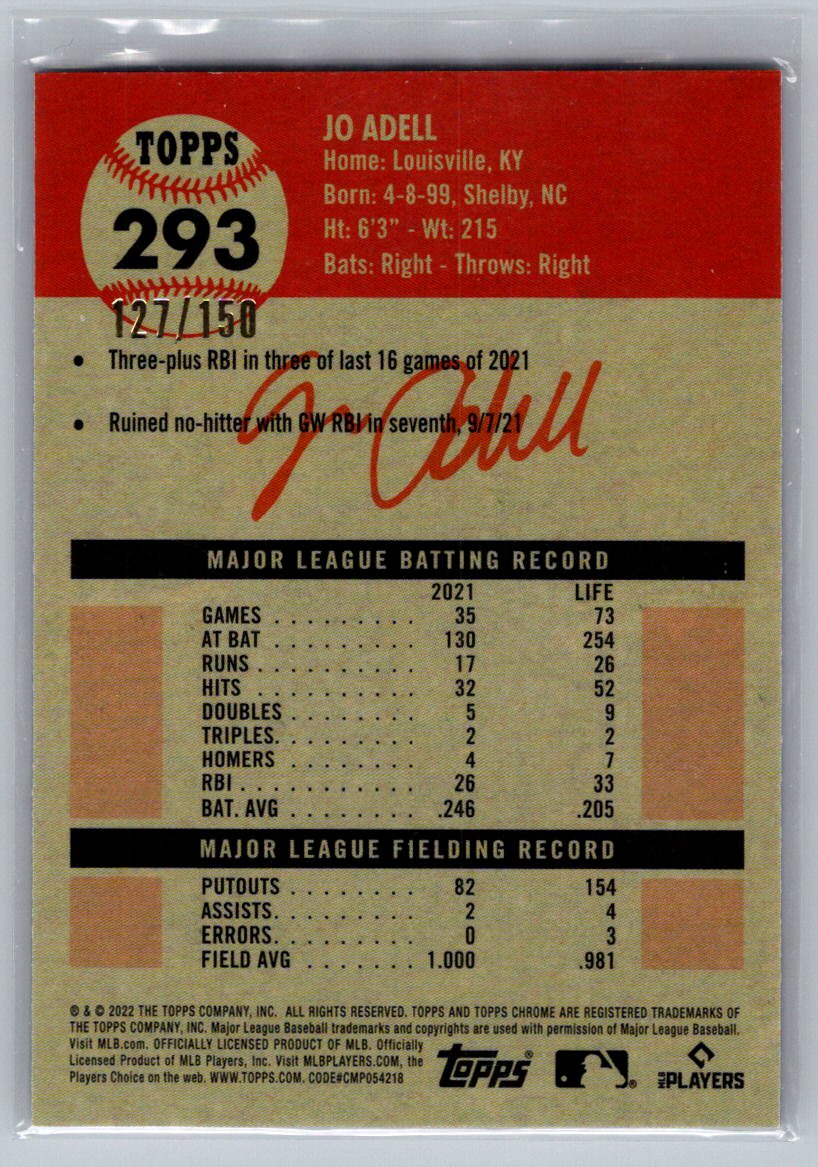 TOPPS
293
127/150
JO ADELL
Home: Louisville, KY
Born: 4-8-99, Shelby, NC
Ht: 6'3" - Wt: 215
Bats: Right - Throws: Right
• Three-plus RBI in three of last 16 games of 2021
• Ruined no-hitter with GW RBI in seventh, 9/7/21
Jo Adell
MAJOR LEAGUE BATTING RECORD
2021 LIFE
GAMES . . . . . . . . . 35 73
AT BAT . . . . . . . . . 130 254
RUNS . . . . . . . . . . 17 26
HITS . . . . . . . . . . 32 52
DOUBLES . . . . . . . . 5 9
TRIPLES. . . . . . . . . 2 2
HOMERS . . . . . . . . 4 7
RBI . . . . . . . . . . . 26 33
BAT. AVG . . . . . . . . .246 .205
MAJOR LEAGUE FIELDING RECORD
PUTOUTS . . . . . . . . 82 154
ASSISTS. . . . . . . . . 2 4
ERRORS. . . . . . . . . 0 3
FIELD AVG . . . . . . . 1.000 .981
® & © 2022 THE TOPPS COMPANY, INC. ALL RIGHTS RESERVED. TOPPS AND TOPPS CHROME ARE REGISTERED TRADEMARKS OF
THE TOPPS COMPANY, INC. Major League Baseball trademarks and copyrights are used with permission of Major League Baseball.
Visit MLB.com. OFFICIALLY LICENSED PRODUCT OF MLB. Officially
Licensed Product of MLB Players, Inc. Visit MLBPLAYERS.COM, the
Players Choice on the web. WWW.TOPPS.COM. CODE#CMP054218
topps®
MLB PLAYERS